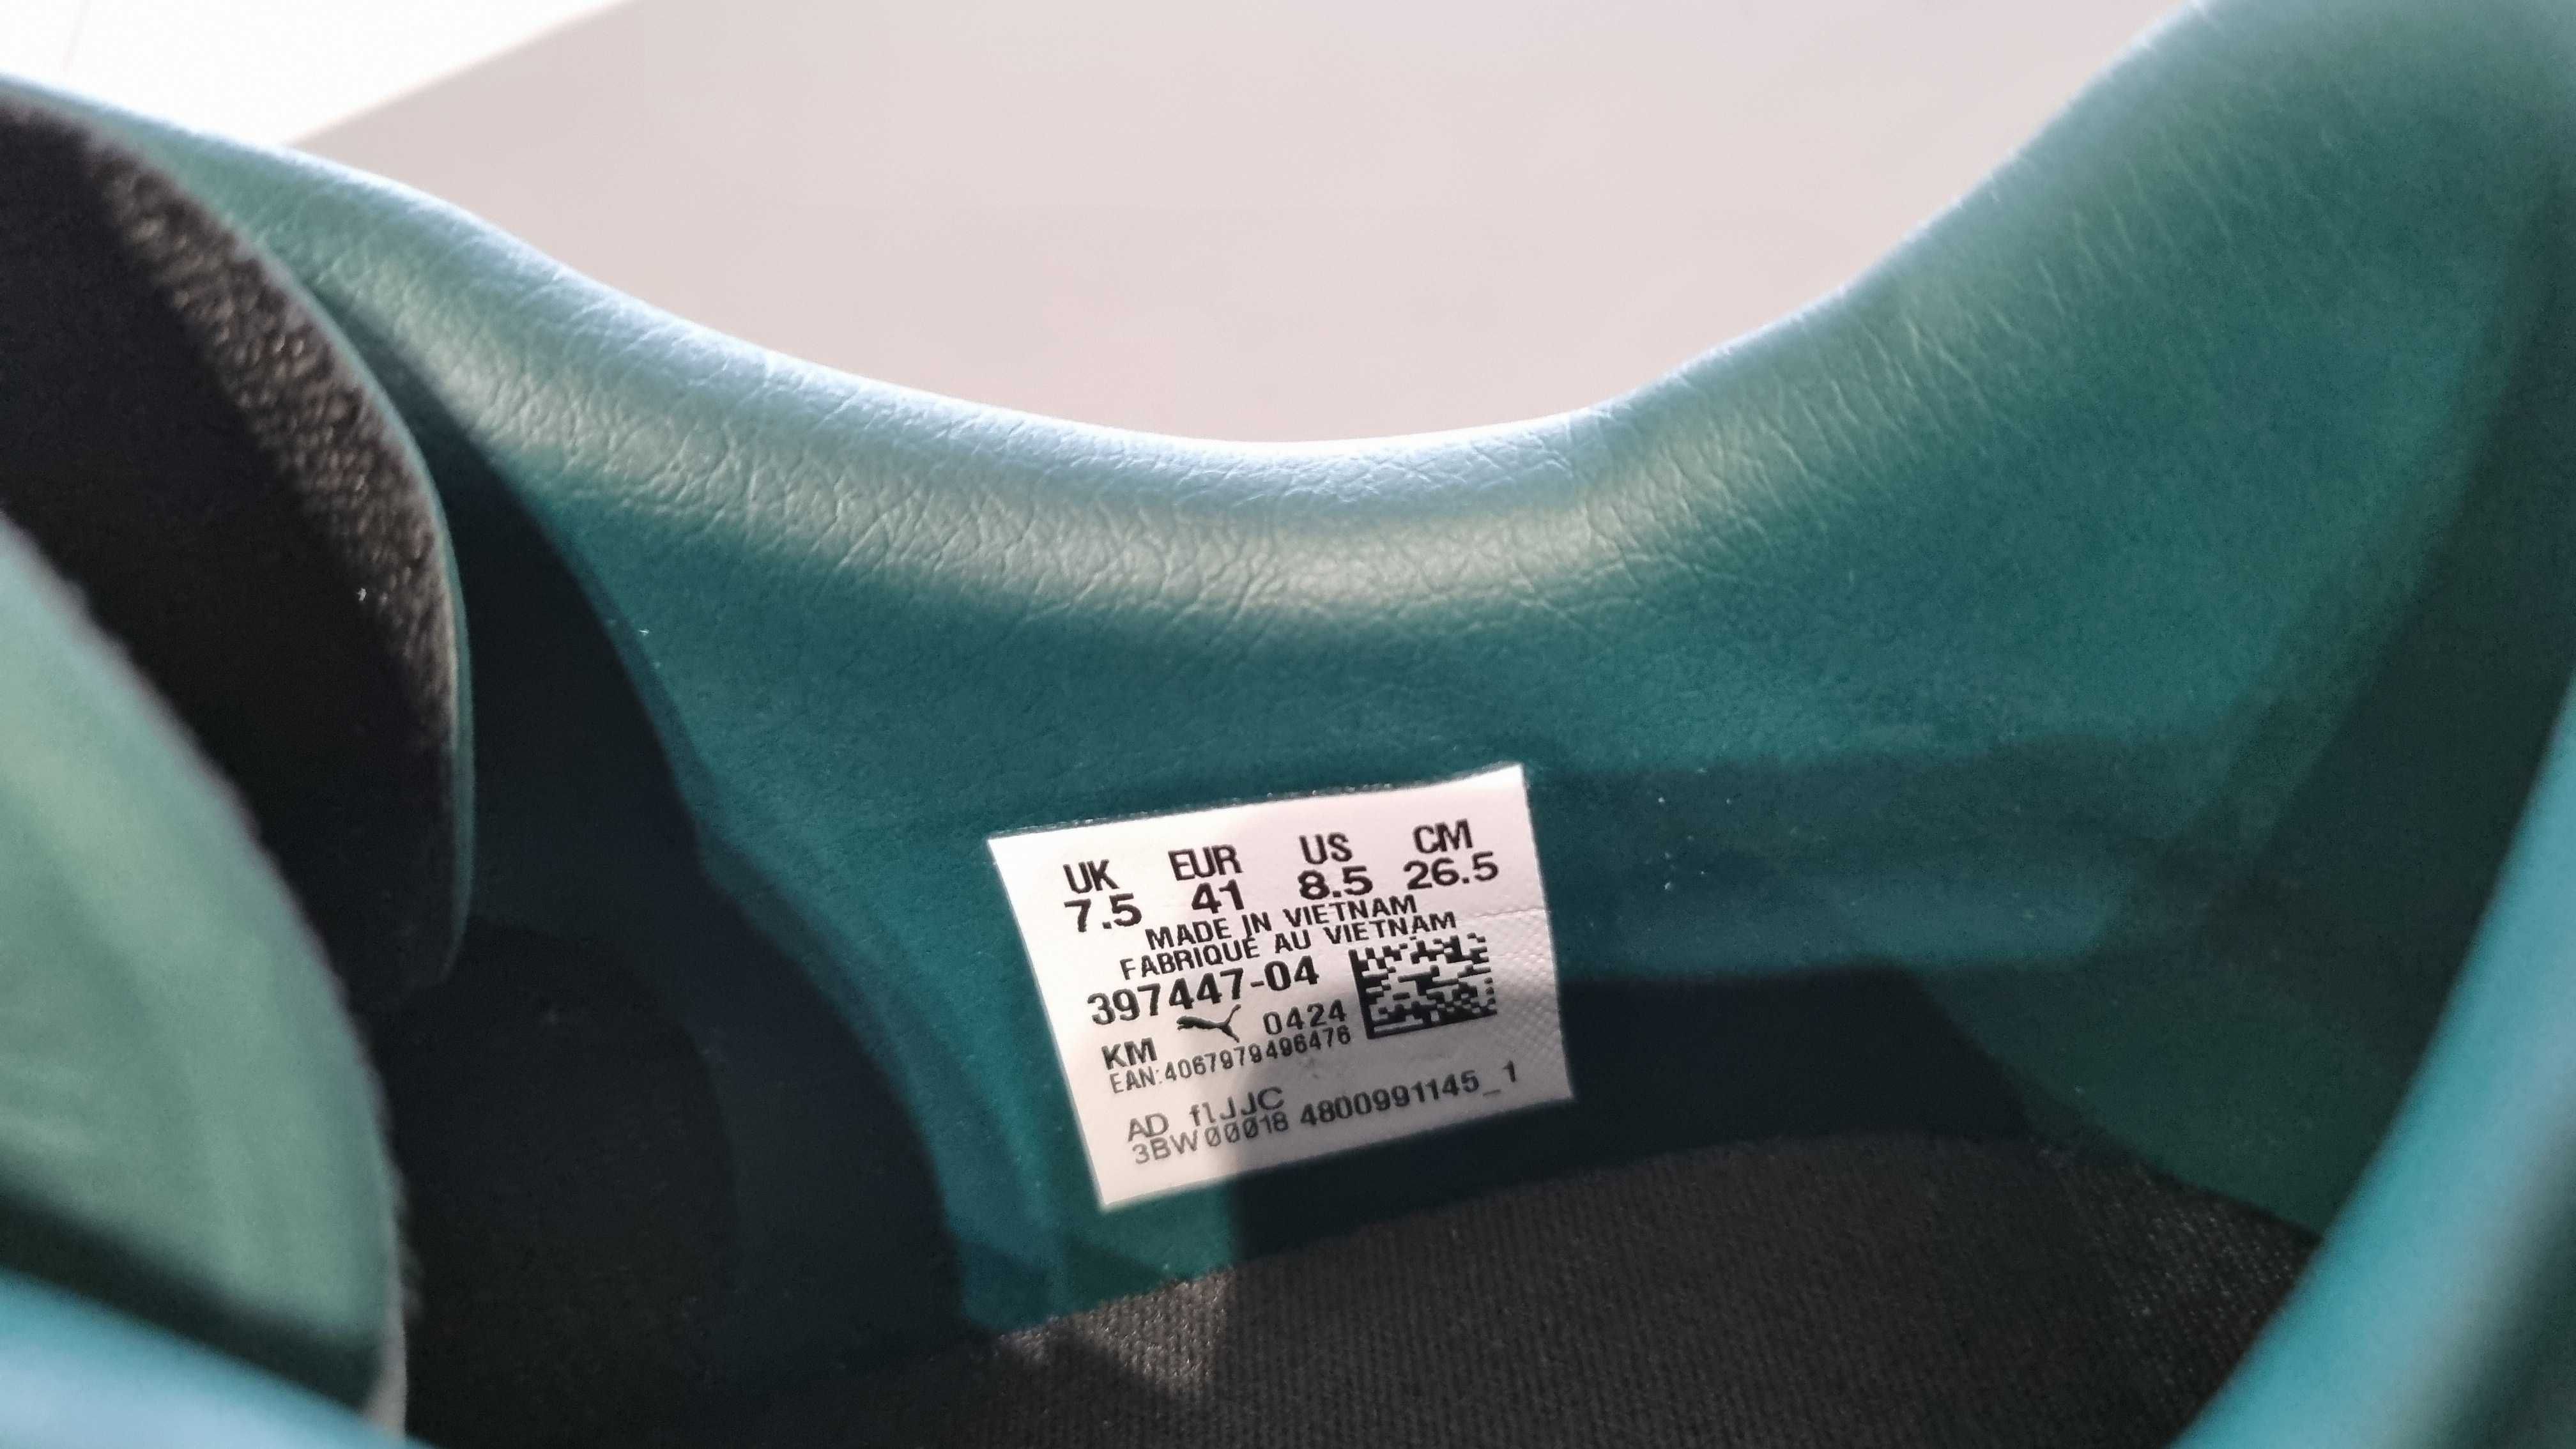 UK EUR US CM
7.5 41 8.5 26.5
MADE IN VIETNAM
FABRIQUÉ AU VIETNAM
397447-04
KM 0424
EAN:4067979496476
AD f1JJC
3BW00018 4800991145_1